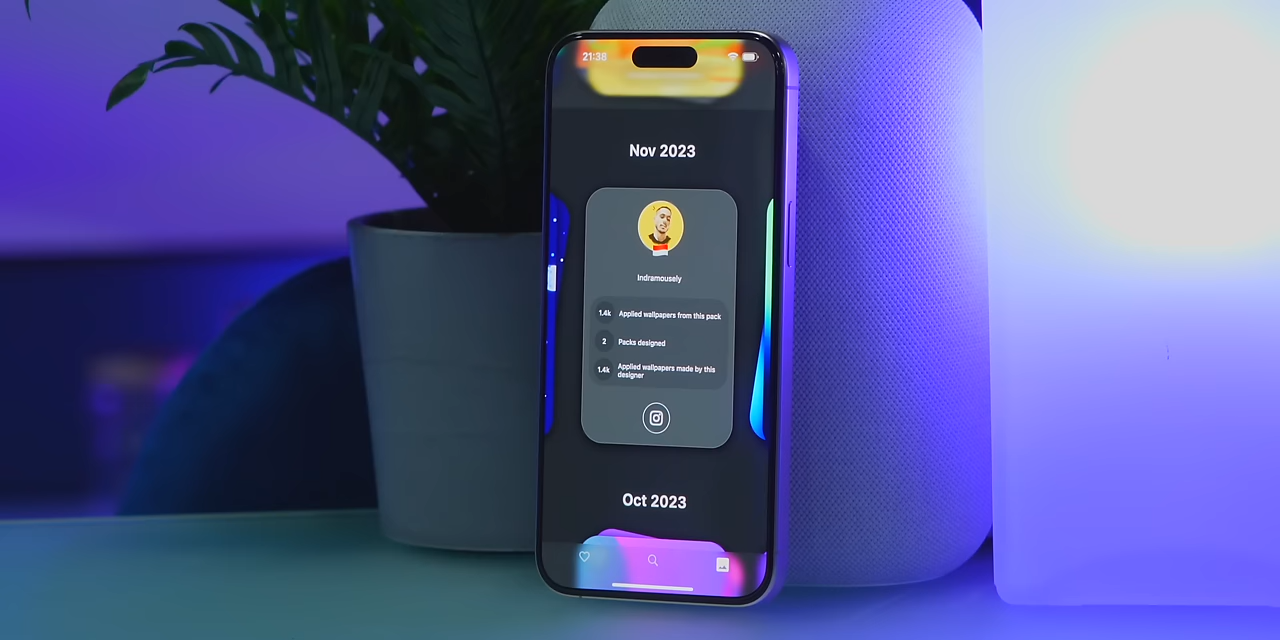 21:38
Nov 2023
Indramousely
1.4k Applied wallpapers from this pack
2 Packs designed
1.4k Applied wallpapers made by this
designer
Oct 2023